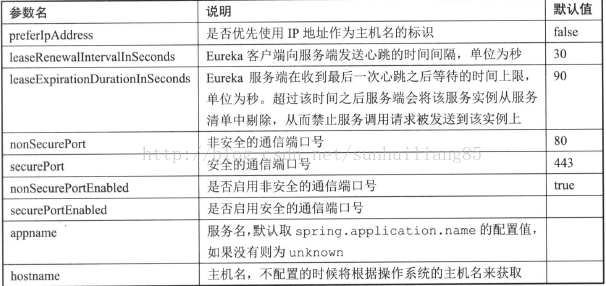 参数名 说明 默认值
preferIpAddress 是否优先使用 IP 地址作为主机名的标识 false
leaseRenewalIntervalInSeconds Eureka 客户端向服务端发送心跳的时间间隔，单位为秒 30
leaseExpirationDurationInSeconds Eureka 服务端在收到最后一次心跳之后等待的时间上限， 90
单位为秒。超过该时间之后服务端会将该服务实例从服务
清单中剔除，从而禁止服务调用请求被发送到该实例上
nonSecurePort 非安全的通信端口号 80
http://blog.csdn.net/sunhuiliang85
securePort 安全的通信端口号 443
nonSecurePortEnabled 是否启用非安全的通信端口号 true
securePortEnabled 是否启用安全的通信端口号
appname 服务名，默认取 spring.application.name 的配置值，
如果没有则为 unknown
hostname 主机名，不配置的时候将根据操作系统的主机名来获取